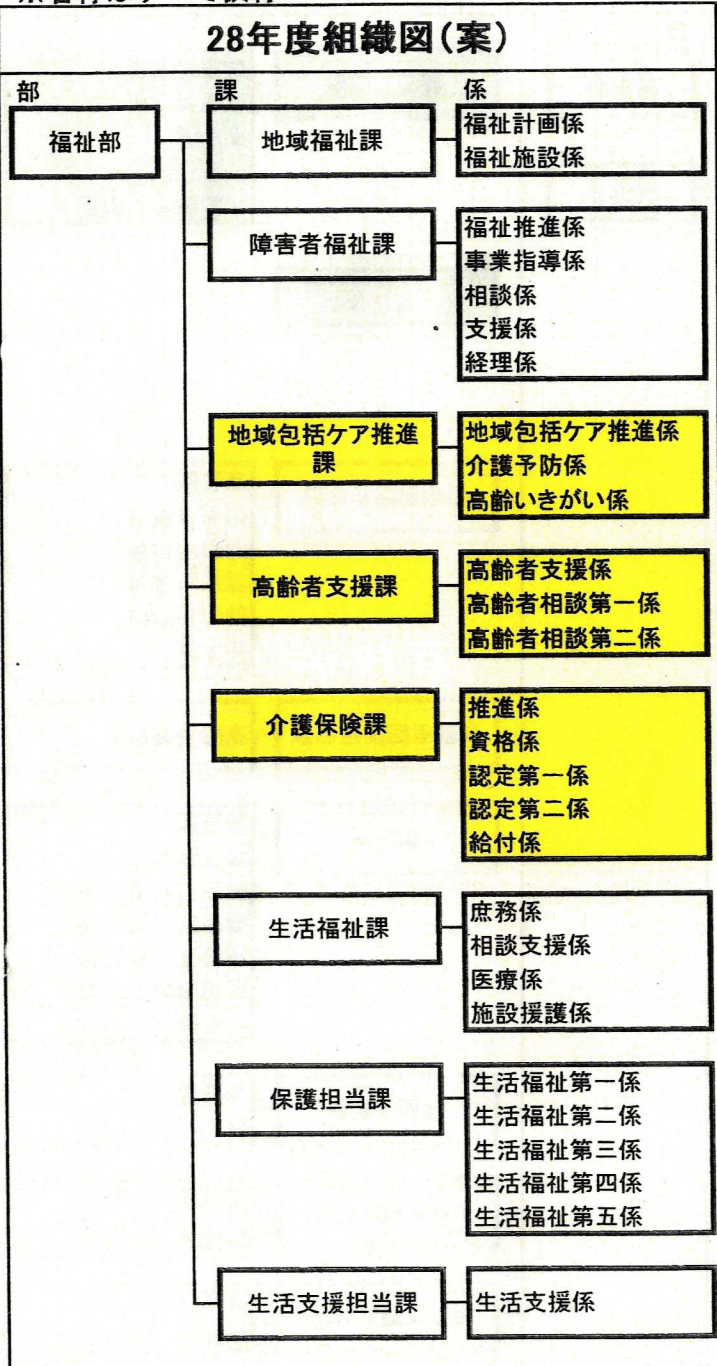 28年度組織図(案)
部 課 係
福祉部
地域福祉課
福祉計画係
福祉施設係
障害者福祉課
福祉推進係
事業指導係
相談係
支援係
経理係
地域包括ケア推進
課
地域包括ケア推進係
介護予防係
高齢いきがい係
高齢者支援課
高齢者支援係
高齢者相談第一係
高齢者相談第二係
介護保険課
推進係
資格係
認定第一係
認定第二係
給付係
生活福祉課
庶務係
相談支援係
医療係
施設援護係
保護担当課
生活福祉第一係
生活福祉第二係
生活福祉第三係
生活福祉第四係
生活福祉第五係
生活支援担当課
生活支援係